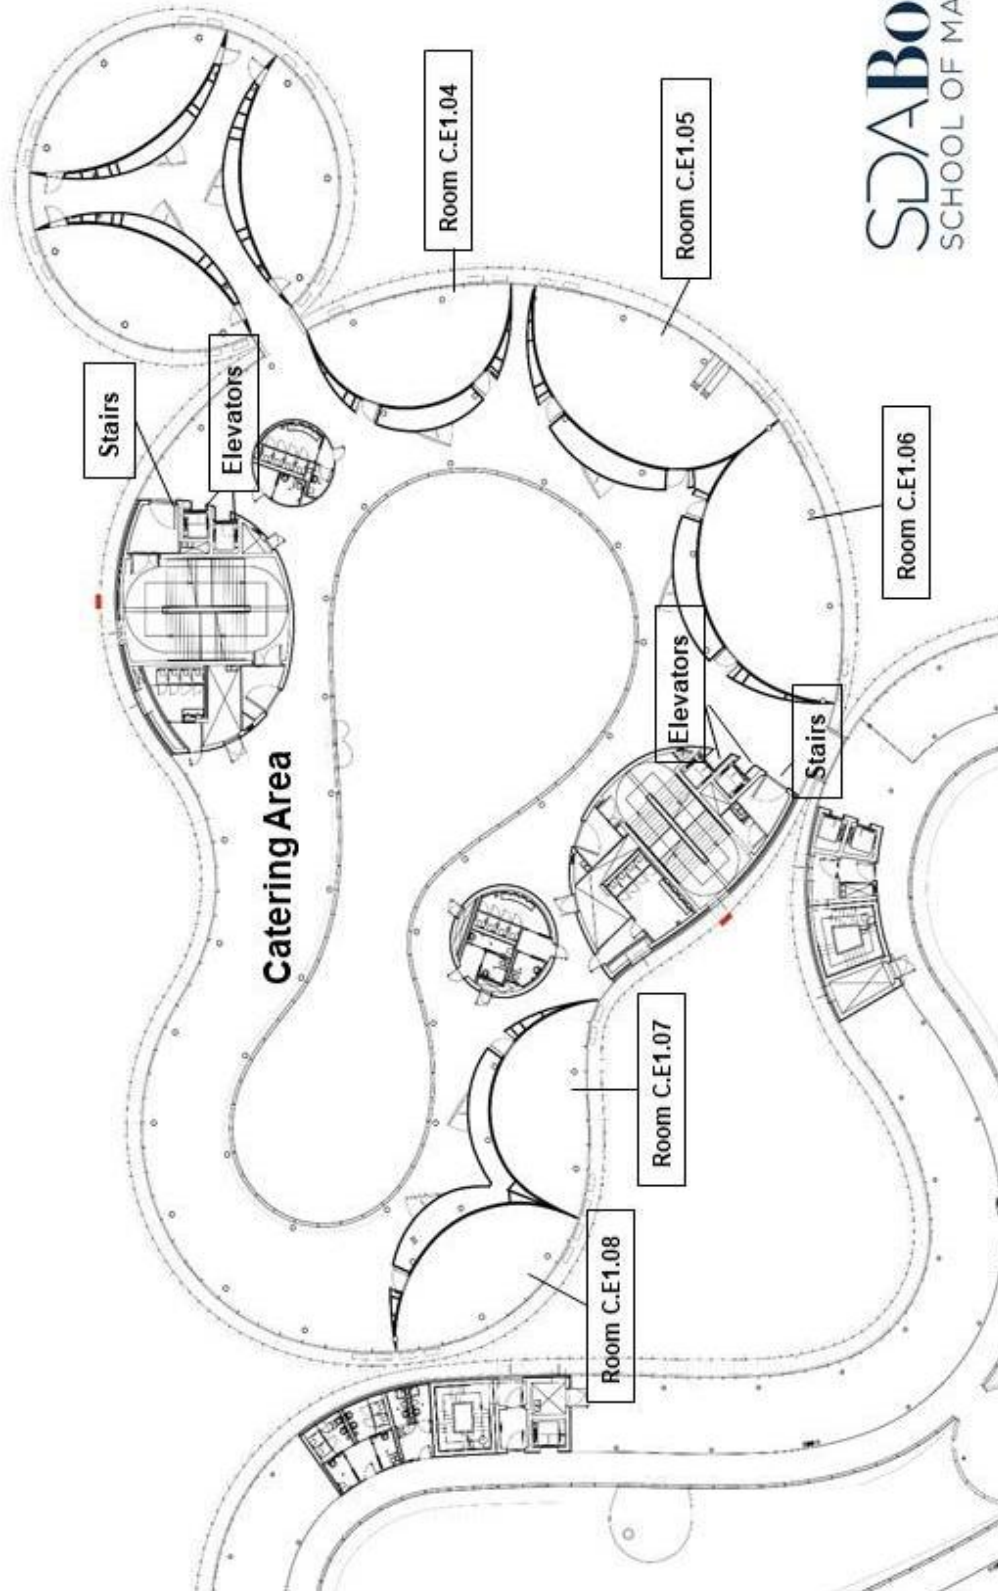 Stairs
Elevators
Room C.E1.04
Room C.E1.05
Room C.E1.06
Catering Area
Elevators
Stairs
Room C.E1.07
Room C.E1.08
SDABo
SCHOOL OF MA